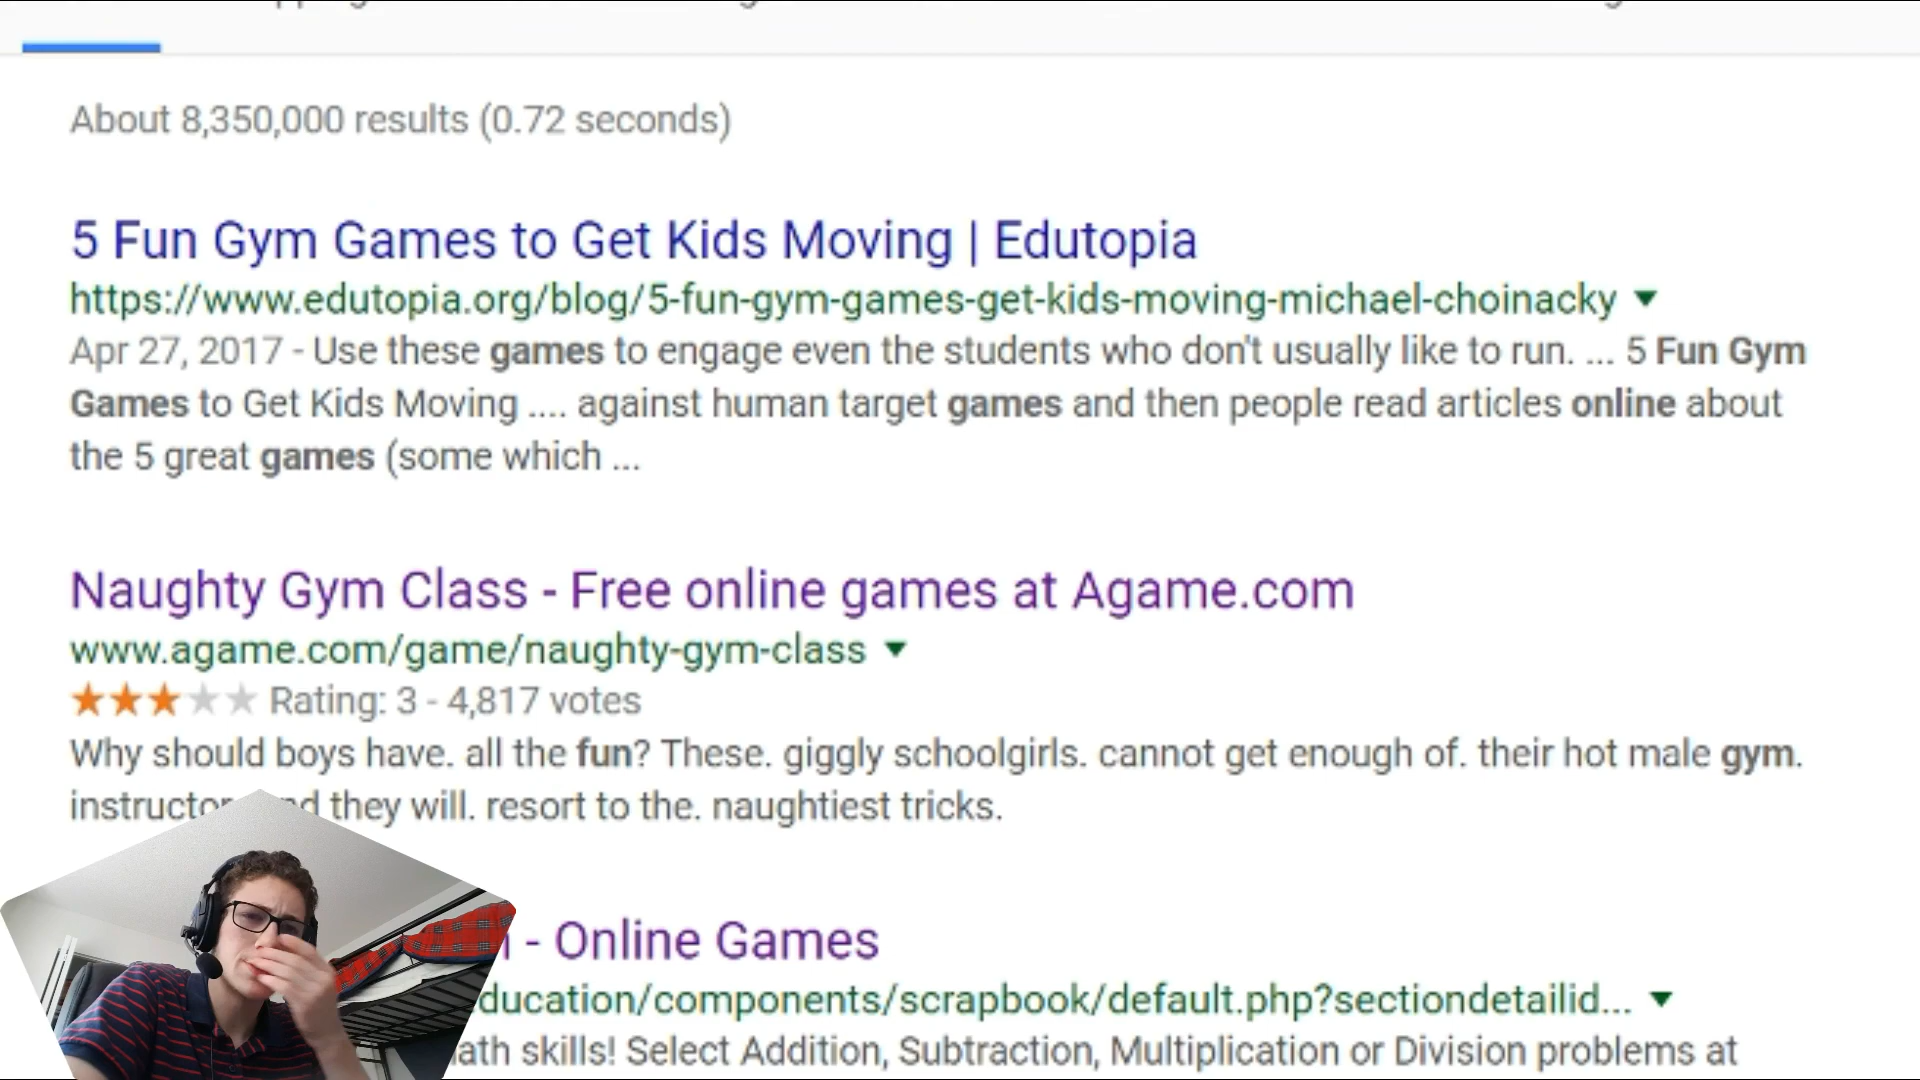 About 8,350,000 results (0.72 seconds)
5 Fun Gym Games to Get Kids Moving | Edutopia
https://www.edutopia.org/blog/5-fun-gym-games-get-kids-moving-michael-choinacky
Apr 27, 2017 - Use these games to engage even the students who don't usually like to run. ... 5 Fun Gym
Games to Get Kids Moving .... against human target games and then people read articles online about
the 5 great games (some which ...
Naughty Gym Class - Free online games at Agame.com
www.agame.com/game/naughty-gym-class
Rating: 3 - 4,817 votes
Why should boys have. all the fun? These. giggly schoolgirls. cannot get enough of. their hot male gym.
they will. resort to the. naughtiest tricks.
- Online Games
ducation/components/scrapbook/default.php?sectiondetailid...
skills! Select Addition, Subtraction, Multiplication or Division problems at